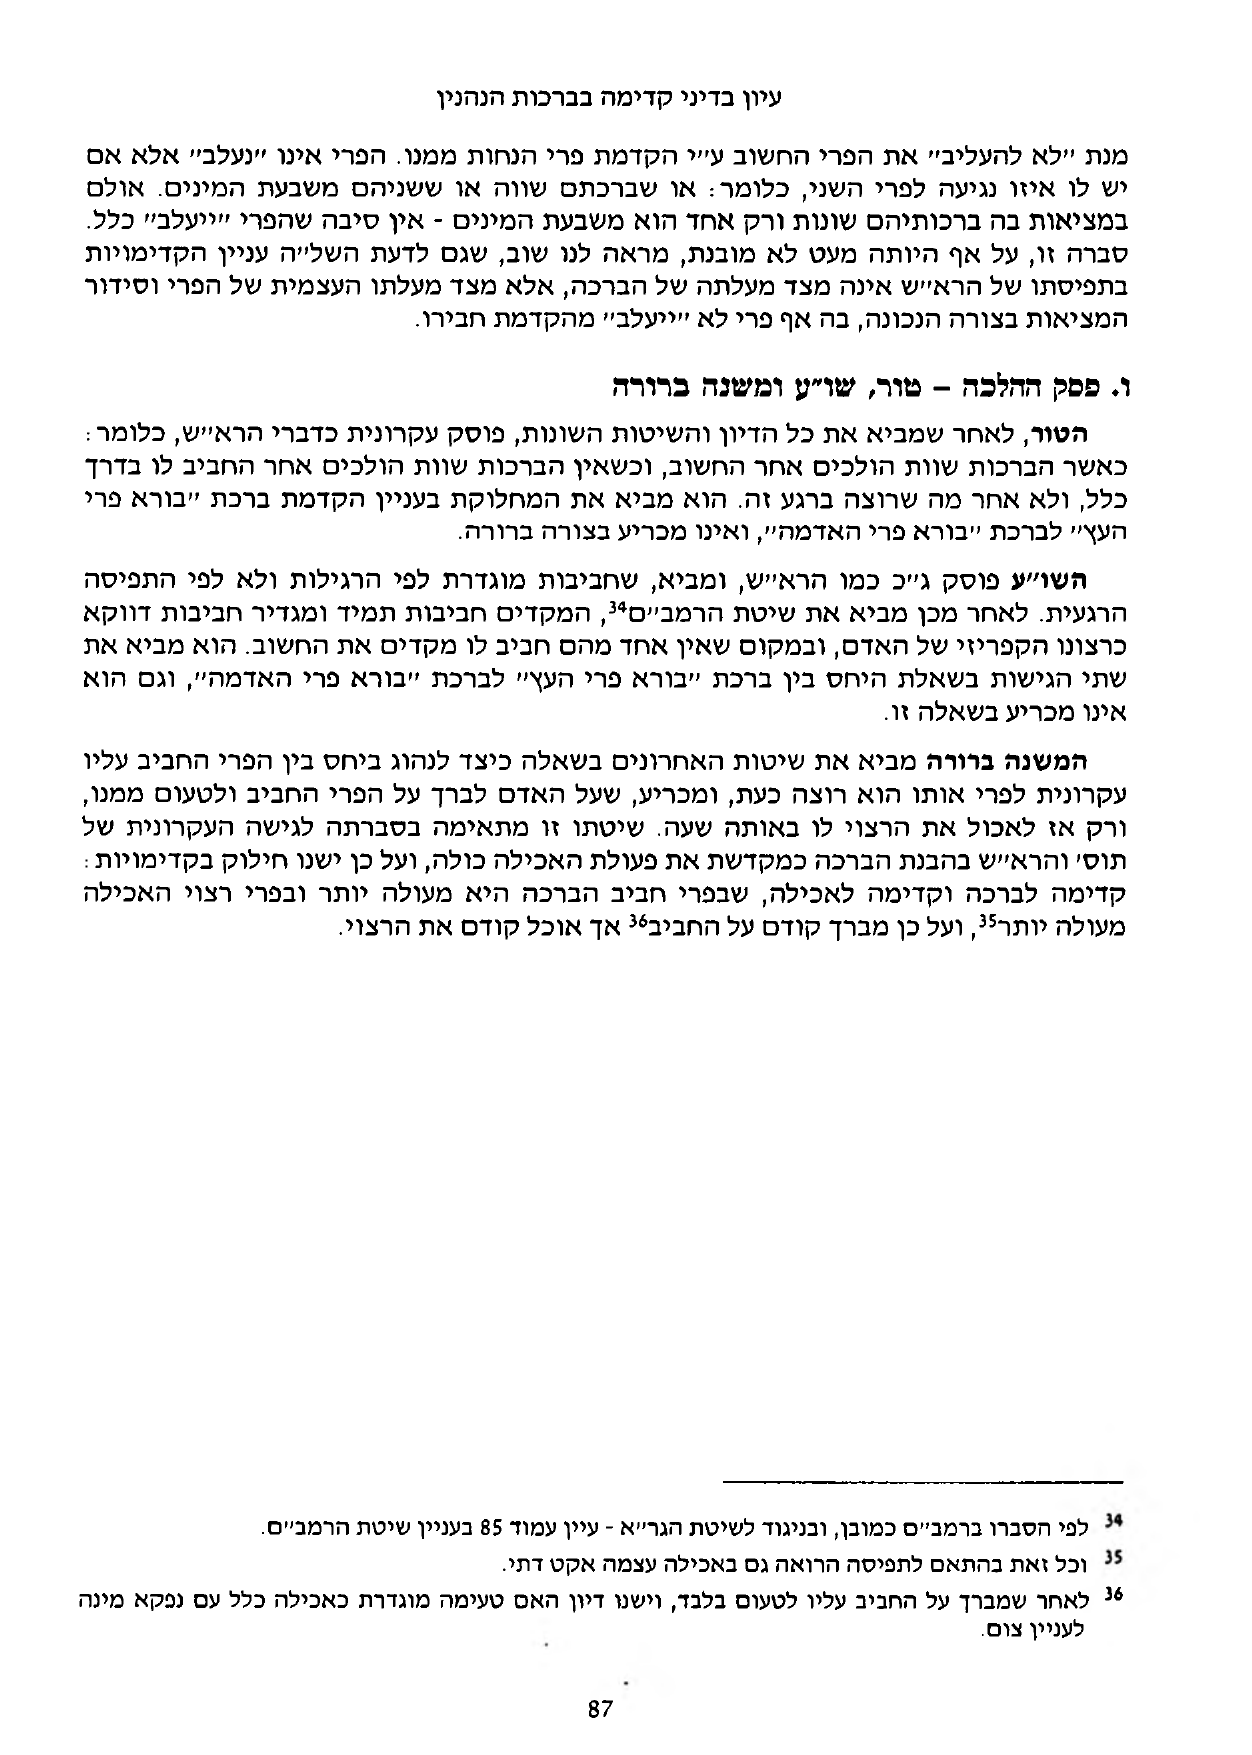 עיון בדיני קדימה בברכות הנהנין
מנת "לא להעליב" את הפרי החשוב ע"י הקדמת פרי הנחות ממנו. הפרי אינו "נעלב" אלא אם
יש לו איזו נגיעה לפרי השני, כלומר: או שברכתם שווה או ששניהם משבעת המינים. אולם
במציאות בה ברכותיהם שונות ורק אחד הוא משבעת המינים - אין סיבה שהפרי "ייעלב" כלל.
סברה זו, על אף היותה מעט לא מובנת, מראה לנו שוב, שגם לדעת השל"ה עניין הקדימויות
בתפיסתו של הרא"ש אינה מצד מעלתה של הברכה, אלא מצד מעלתו העצמית של הפרי וסידור
המציאות בצורה הנכונה, בה אף פרי לא "ייעלב" מהקדמת חבירו.
ו. פסק ההלכה – טור, שו"ע ומשנה ברורה
הטור, לאחר שמביא את כל הדיון והשיטות השונות, פוסק עקרונית כדברי הרא"ש, כלומר:
כאשר הברכות שוות הולכים אחר החשוב, וכשאין הברכות שוות הולכים אחר החביב לו בדרך
כלל, ולא אחר מה שרוצה ברגע זה. הוא מביא את המחלוקת בעניין הקדמת ברכת "בורא פרי
העץ" לברכת "בורא פרי האדמה", ואינו מכריע בצורה ברורה.
השו"ע פוסק ג"כ כמו הרא"ש, ומביא, שחביבות מוגדרת לפי הרגילות ולא לפי התפיסה
הרגעית. לאחר מכן מביא את שיטת הרמב"ם34, המקדים חביבות תמיד ומגדיר חביבות דווקא
כרצונו הקפריזי של האדם, ובמקום שאין אחד מהם חביב לו מקדים את החשוב. הוא מביא את
שתי הגישות בשאלת היחס בין ברכת "בורא פרי העץ" לברכת "בורא פרי האדמה", וגם הוא
אינו מכריע בשאלה זו.
המשנה ברורה מביא את שיטות האחרונים בשאלה כיצד לנהוג ביחס בין הפרי החביב עליו
עקרונית לפרי אותו הוא רוצה כעת, ומכריע, שעל האדם לברך על הפרי החביב ולטעום ממנו,
ורק אז לאכול את הרצוי לו באותה שעה. שיטתו זו מתאימה בסברתה לגישה העקרונית של
תוס' והרא"ש בהבנת הברכה כמקדשת את פעולת האכילה כולה, ועל כן ישנו חילוק בקדימויות:
קדימה לברכה וקדימה לאכילה, שבפרי חביב הברכה היא מעולה יותר ובפרי רצוי האכילה
מעולה יותר35, ועל כן מברך קודם על החביב36 אך אוכל קודם את הרצוי.
34 לפי הסברו ברמב"ם כמובן, ובניגוד לשיטת הגר"א - עיין עמוד 85 בעניין שיטת הרמב"ם.
35 וכל זאת בהתאם לתפיסה הרואה גם באכילה עצמה אקט דתי.
36 לאחר שמברך על החביב עליו לטעום בלבד, וישנו דיון האם טעימה מוגדרת כאכילה כלל עם נפקא מינה
לעניין צום.
87